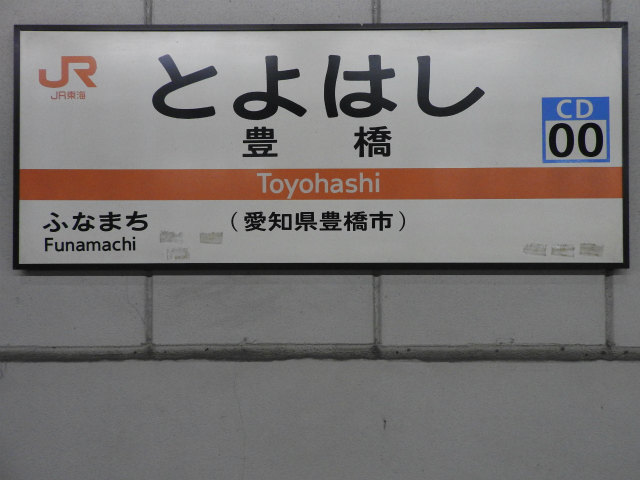 JR
JR東海
とよはし
豊橋
CD
00
Toyohashi
ふなまち
Funamachi
(愛知県豊橋市)